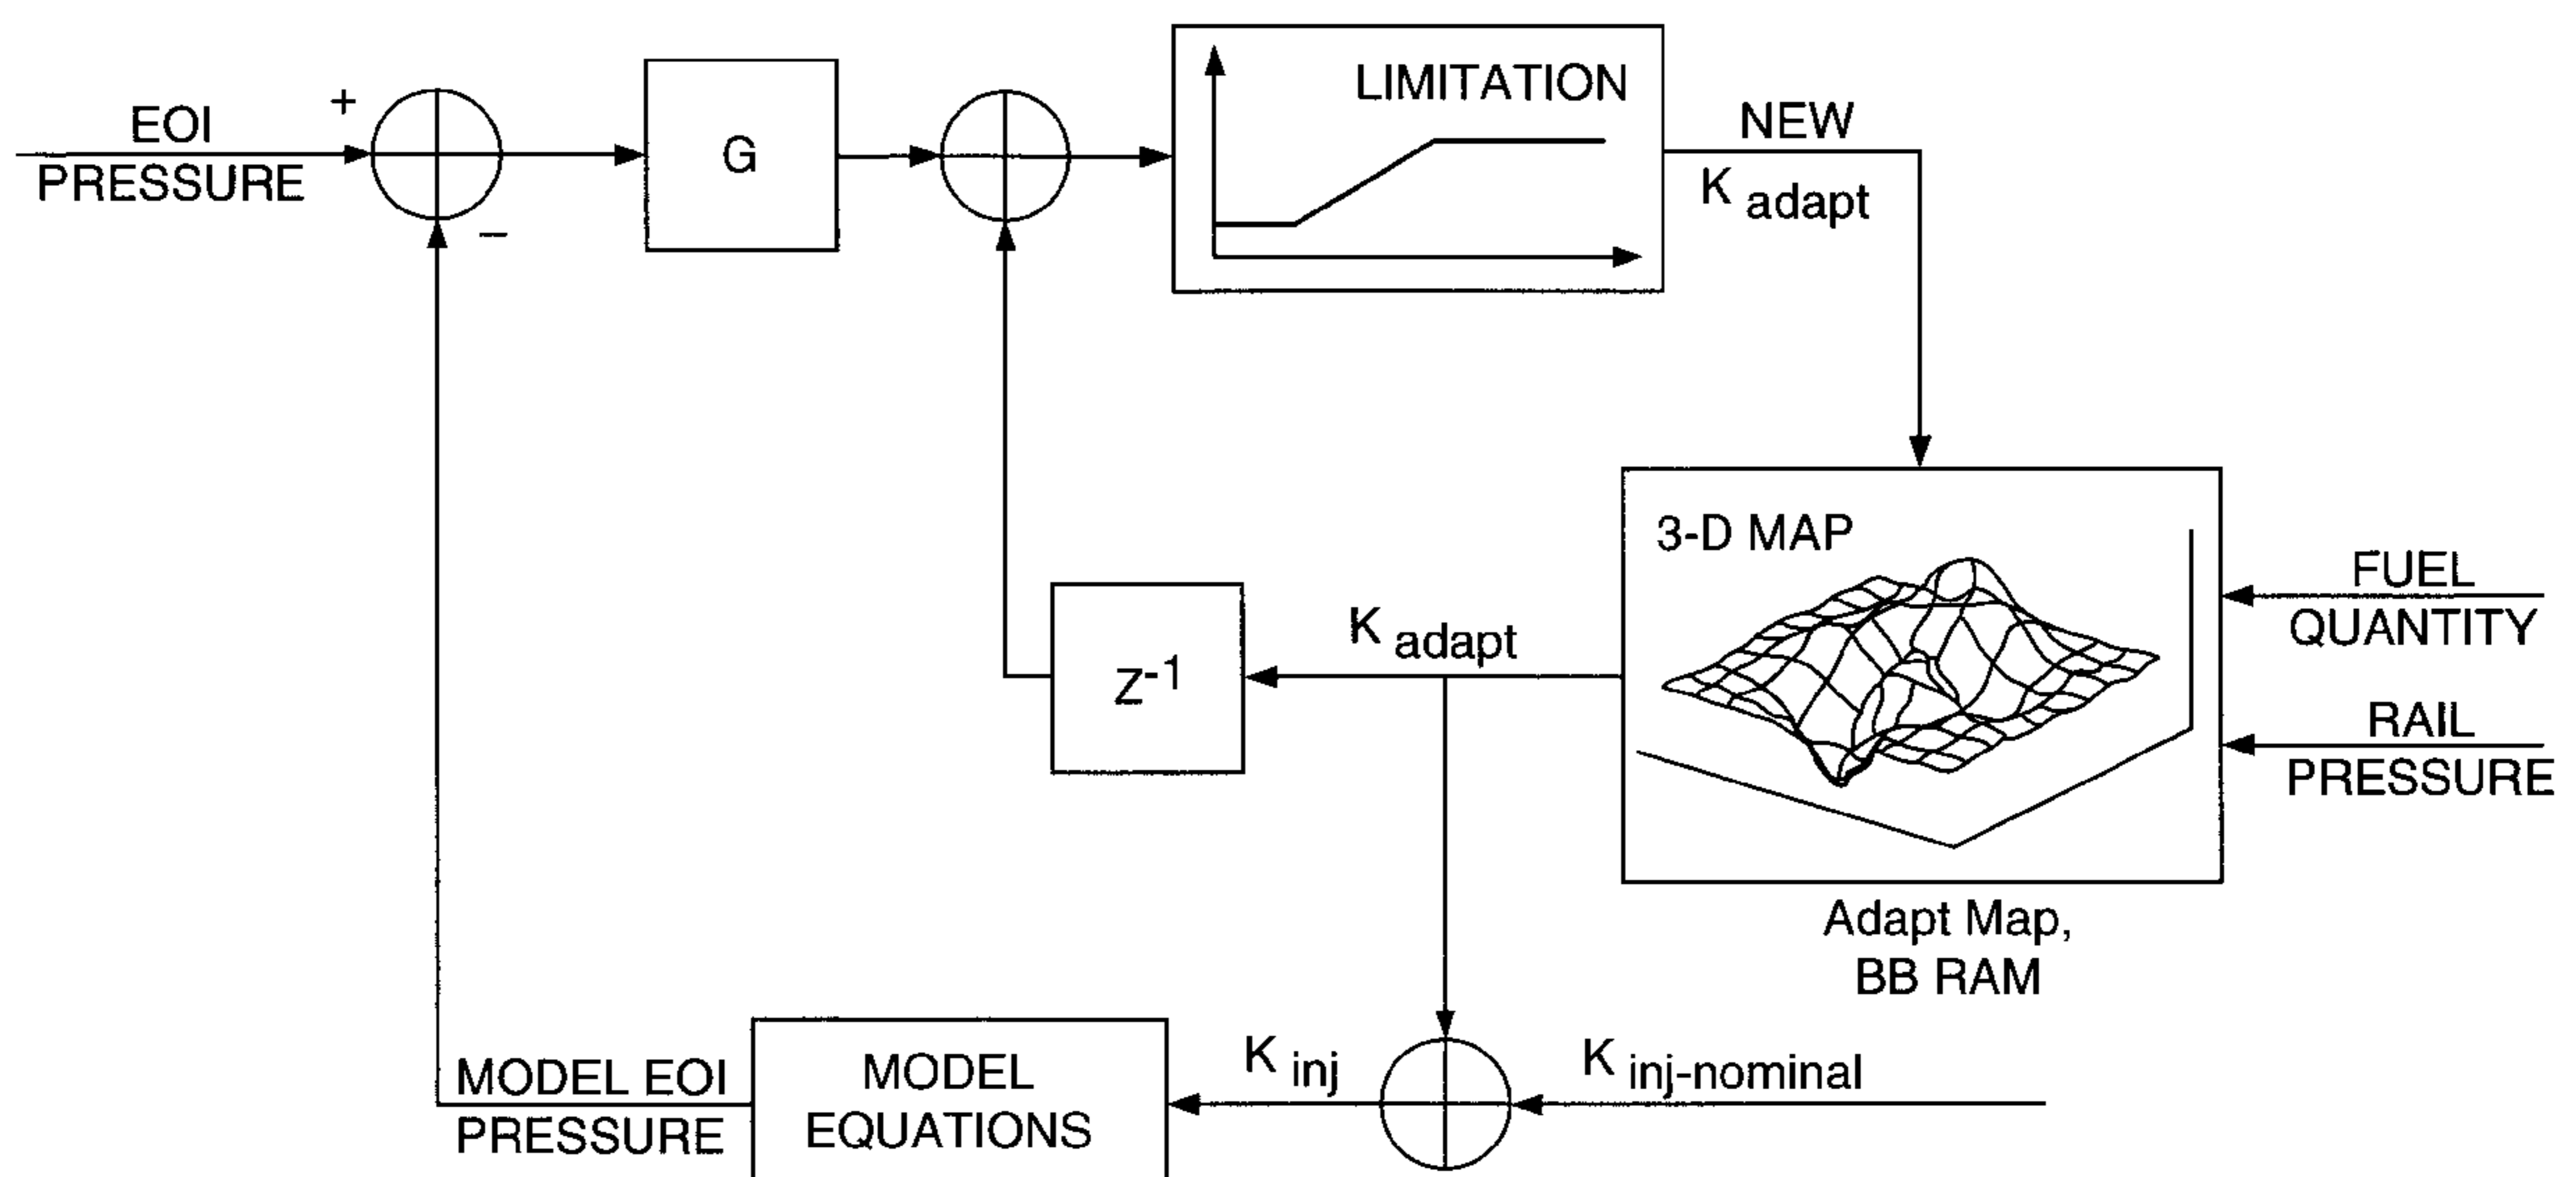 EOI
PRESSURE
+
−
G
LIMITATION
NEW
K adapt
3-D MAP
FUEL
QUANTITY
RAIL
PRESSURE
K adapt
Z-1
Adapt Map,
BB RAM
MODEL EOI
PRESSURE
MODEL
EQUATIONS
K inj
K inj-nominal